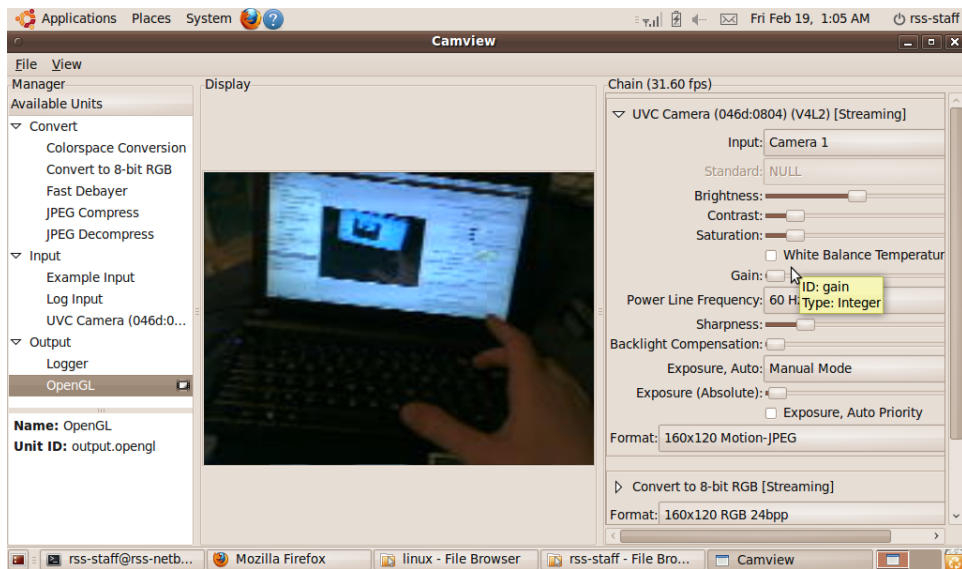 Applications Places System ? Fri Feb 19, 1:05 AM rss-staff
Camview
File View
Manager
Available Units
Convert
Colorspace Conversion
Convert to 8-bit RGB
Fast Debayer
JPEG Compress
JPEG Decompress
Input
Example Input
Log Input
UVC Camera (046d:0...
Output
Logger
OpenGL
Name: OpenGL
Unit ID: output.opengl
Display
Chain (31.60 fps)
UVC Camera (046d:0804) (V4L2) [Streaming]
Input: Camera 1
Standard: NULL
Brightness:
Contrast:
Saturation:
White Balance Temperatur
Gain:
ID: gain
Type: Integer
Power Line Frequency: 60 H
Sharpness:
Backlight Compensation:
Exposure, Auto: Manual Mode
Exposure (Absolute):
Exposure, Auto Priority
Format: 160x120 Motion-JPEG
Convert to 8-bit RGB [Streaming]
Format: 160x120 RGB 24bpp
rss-staff@rss-netb... Mozilla Firefox linux - File Browser rss-staff - File Bro... Camview